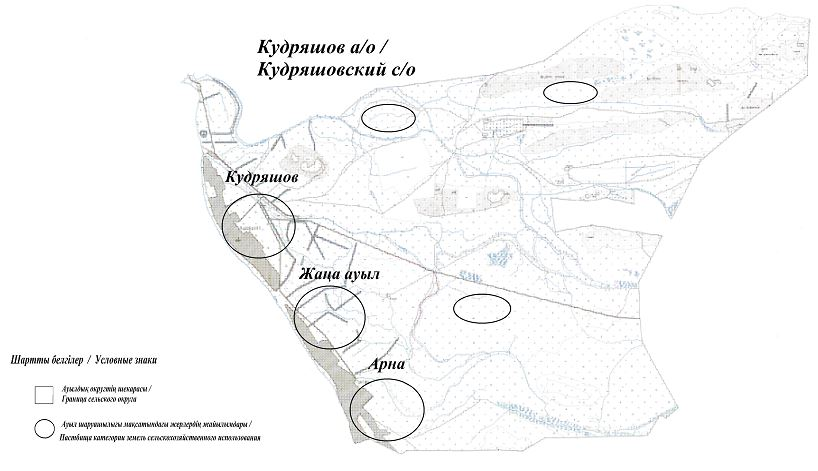 Кудряшов а/о /
Кудряшовский с/о
Кудряшов
Жаңа ауыл
Арна
Шартты белгілер / Условные знаки
Ауылдық округтің шекарасы /
Граница сельского округа
Ауыл шаруашылығы мақсатындағы жерлердің жайылымдары /
Пастбища категории земель сельскохозяйственного использования